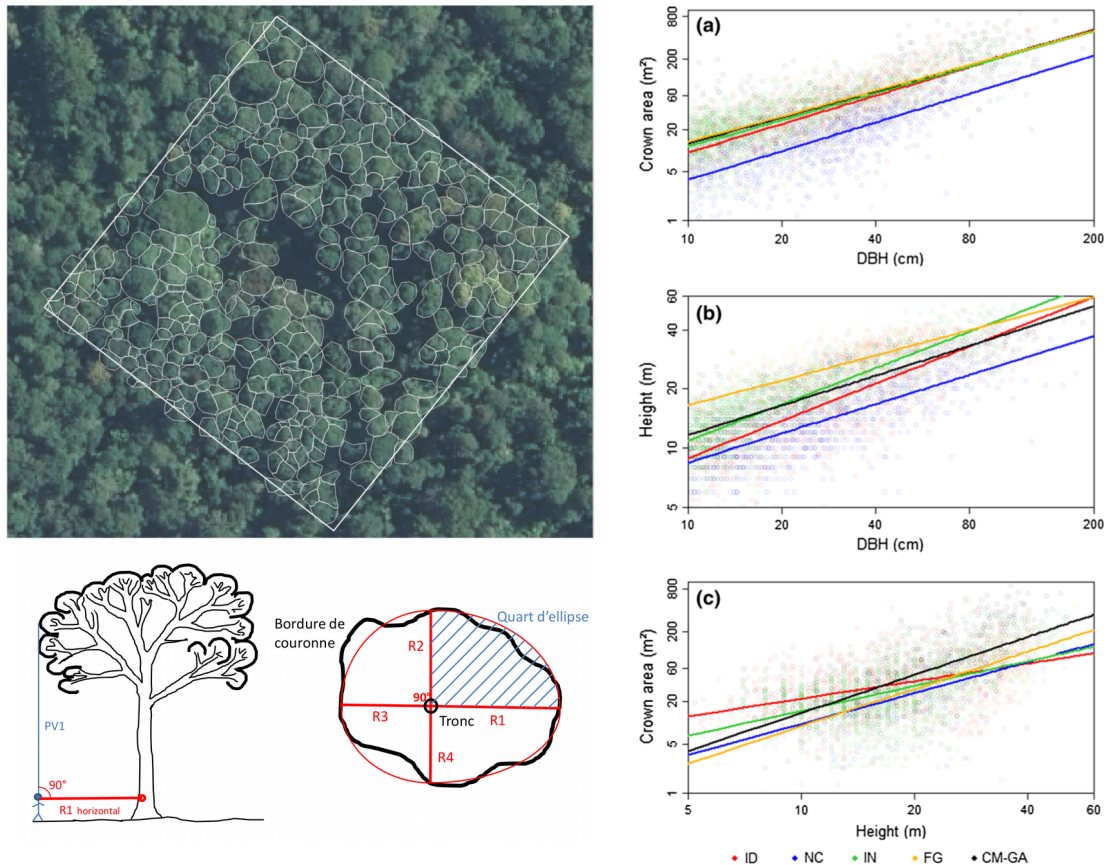 Bordure de
couronne
Quart d'ellipse
R2
90°
R3
Tronc
R1
R4
PV1
90°
R1 horizontal
(a)
Crown area (m²)
800
200
60
20
5
1
10
20
40
80
200
DBH (cm)
(b)
Height (m)
60
40
20
10
5
10
20
40
80
200
DBH (cm)
(c)
Crown area (m²)
800
200
60
20
5
1
5
10
20
40
60
Height (m)
ID
NC
IN
FG
CM-GA